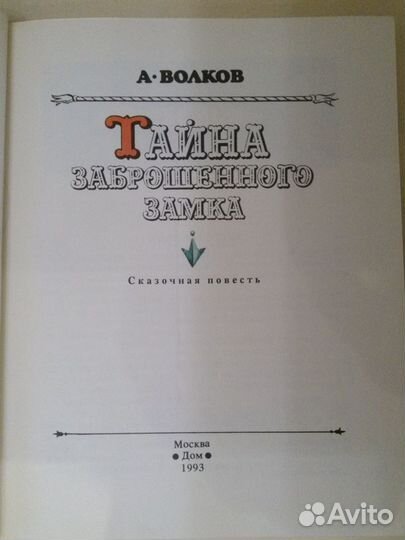 А·ВОЛКОВ
ТАЙНА
ЗАБРОШЕННОГО
ЗАМКА
Сказочная повесть
Москва
• Дом •
1993
Avito